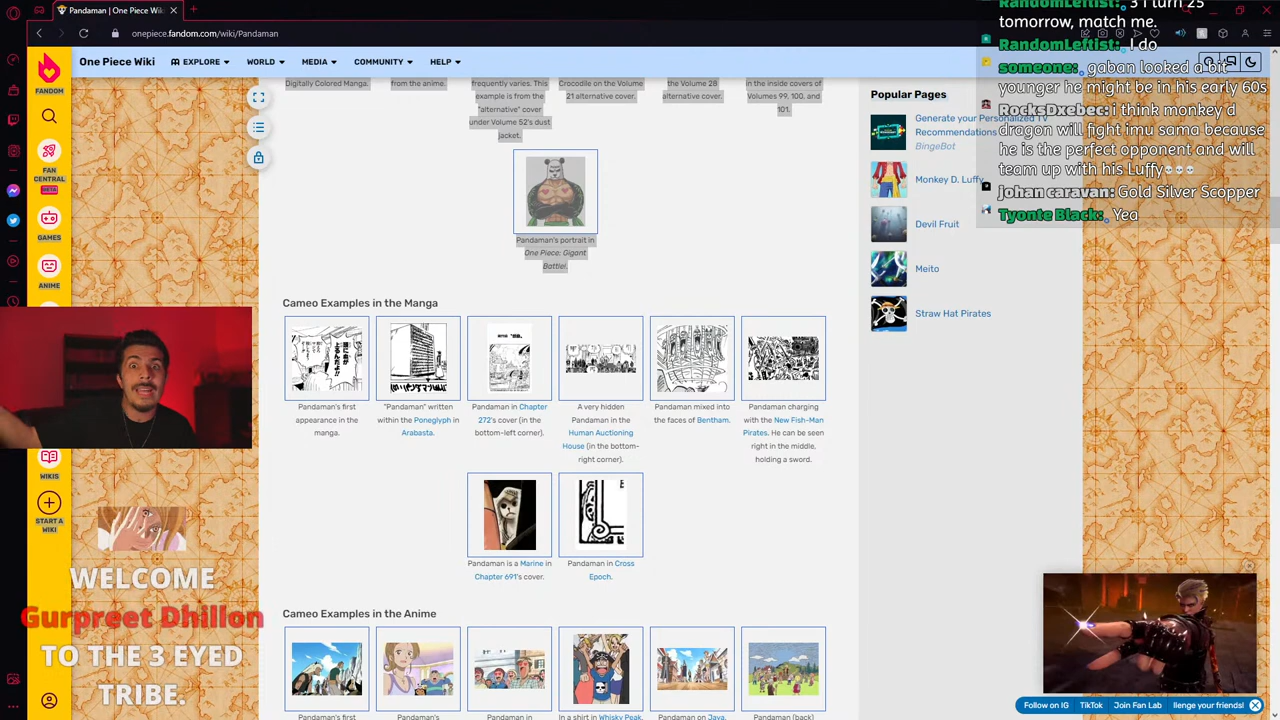 Pandaman | One Piece Wi
onepiece.fandom.com/wiki/Pandaman
One Piece Wiki
EXPLORE
WORLD
MEDIA
COMMUNITY
HELP
FANDOM
FAN
CENTRAL
BETA
GAMES
ANIME
WIKIS
START A
WIKI
Digitally Colored Manga.
from the anime.
frequently varies. This
example is from the
"alternative" cover
under Volume 52's dust
jacket.
Crocodile on the Volume
21 alternative cover.
the Volume 28
alternative cover.
in the inside covers of
Volumes 99, 100, and
101.
Pandaman's portrait in
One Piece: Gigant
Battle!.
Cameo Examples in the Manga
Pandaman's first
appearance in the
manga.
"Pandaman" written
within the Poneglyph in
Arabasta.
Pandaman in Chapter
272's cover (in the
bottom-left corner).
A very hidden
Pandaman in the
Human Auctioning
House (in the bottom-
right corner).
Pandaman mixed into
the faces of Bentham.
Pandaman charging
with the New Fish-Man
Pirates. He can be seen
right in the middle,
holding a sword.
Pandaman is a Marine in
Chapter 691's cover.
Pandaman in Cross
Epoch.
Cameo Examples in the Anime
Pandaman's first
Pandaman's
Pandaman in
In a shirt in Whisky Peak.
Pandaman on Java.
Pandaman (back)
Popular Pages
Generate your Personalized TV
Recommendations
BingeBot
Monkey D. Luffy
Devil Fruit
Meito
Straw Hat Pirates
RandomLeftist: 3 I turn 25
tomorrow, match me.
RandomLeftist: I do
someone: gaban looked a bit
younger he might be in his early 60s
RocksDxebec: i think monkey d
dragon will fight imu sama because
he is the perfect opponent and will
team up with his Luffy
johan caravan: Gold Silver Scopper
Tyonte Black: Yea
WELCOME
Gurpreet Dhillon
TO THE 3 EYED
TRIBE.
Follow on IG
TikTok
Join Fan Lab
llenge your friends!